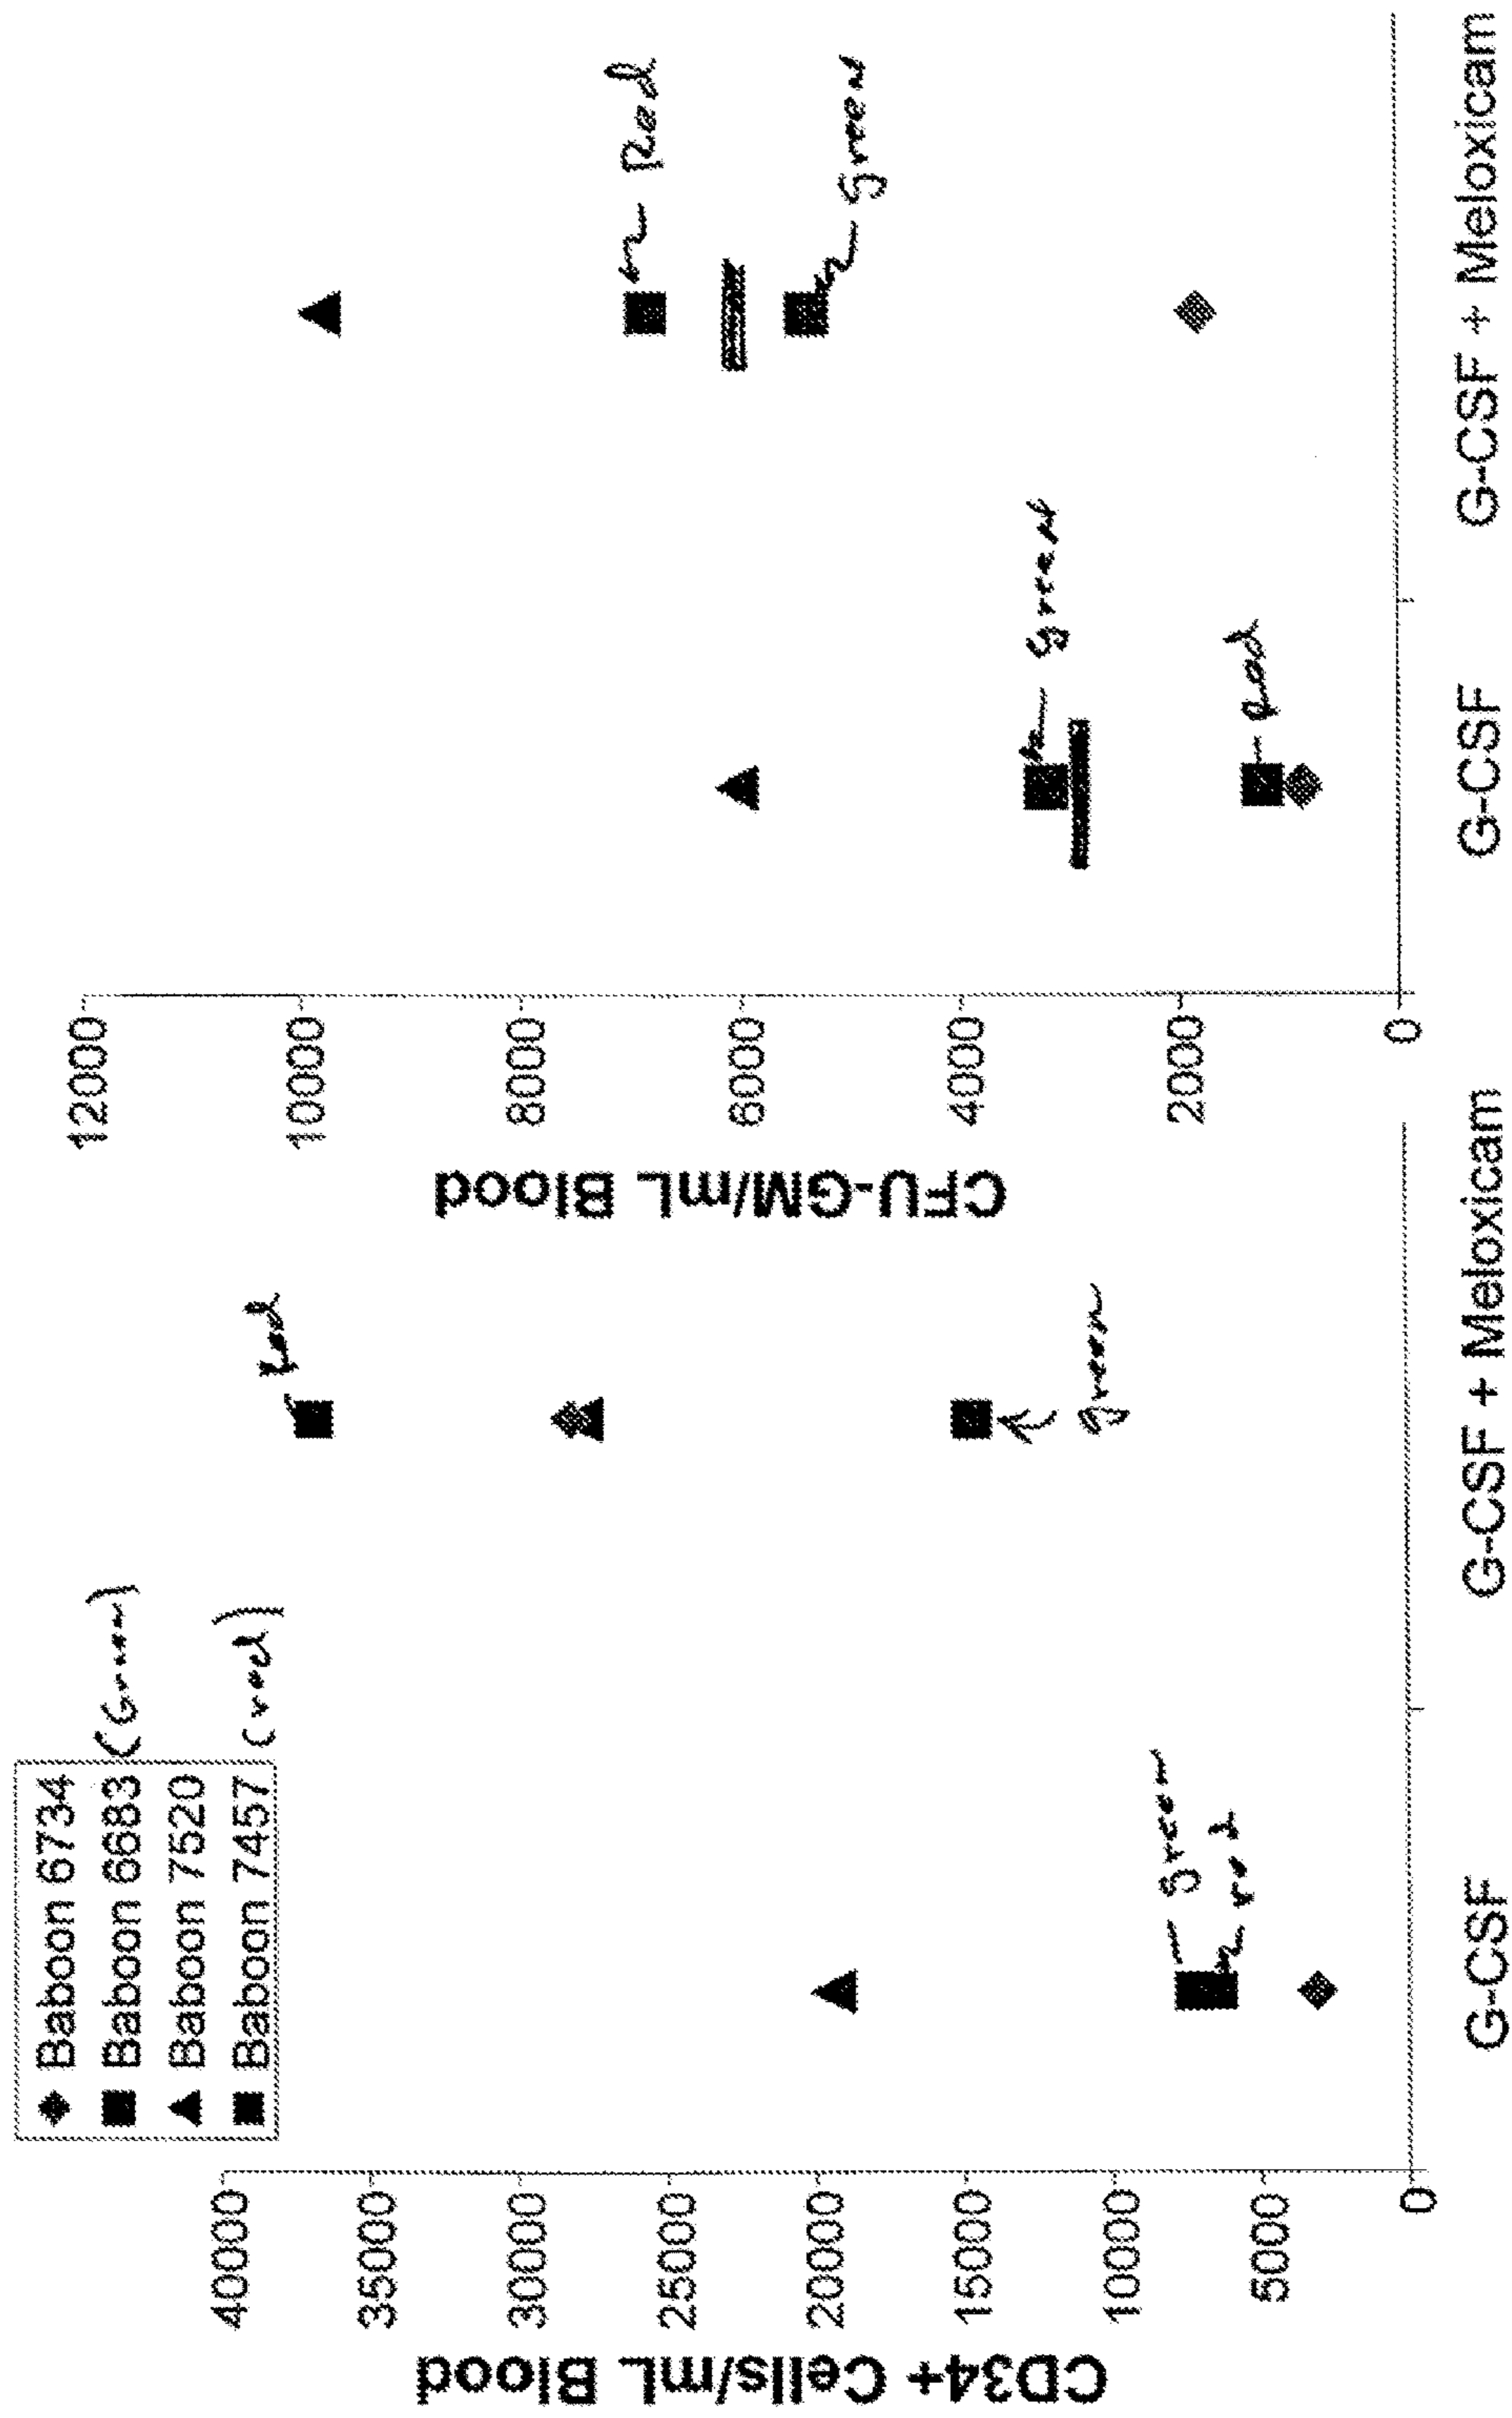 Baboon 6734
Baboon 6683 (Green)
Baboon 7520
Baboon 7457 (red)
CD34+ Cells/mL Blood
40000
35000
30000
25000
20000
15000
10000
5000
0
Red
green
green
red
G-CSF
G-CSF + Meloxicam
CFU-GM/mL Blood
12000
10000
8000
6000
4000
2000
0
Red
green
green
Red
G-CSF
G-CSF + Meloxicam